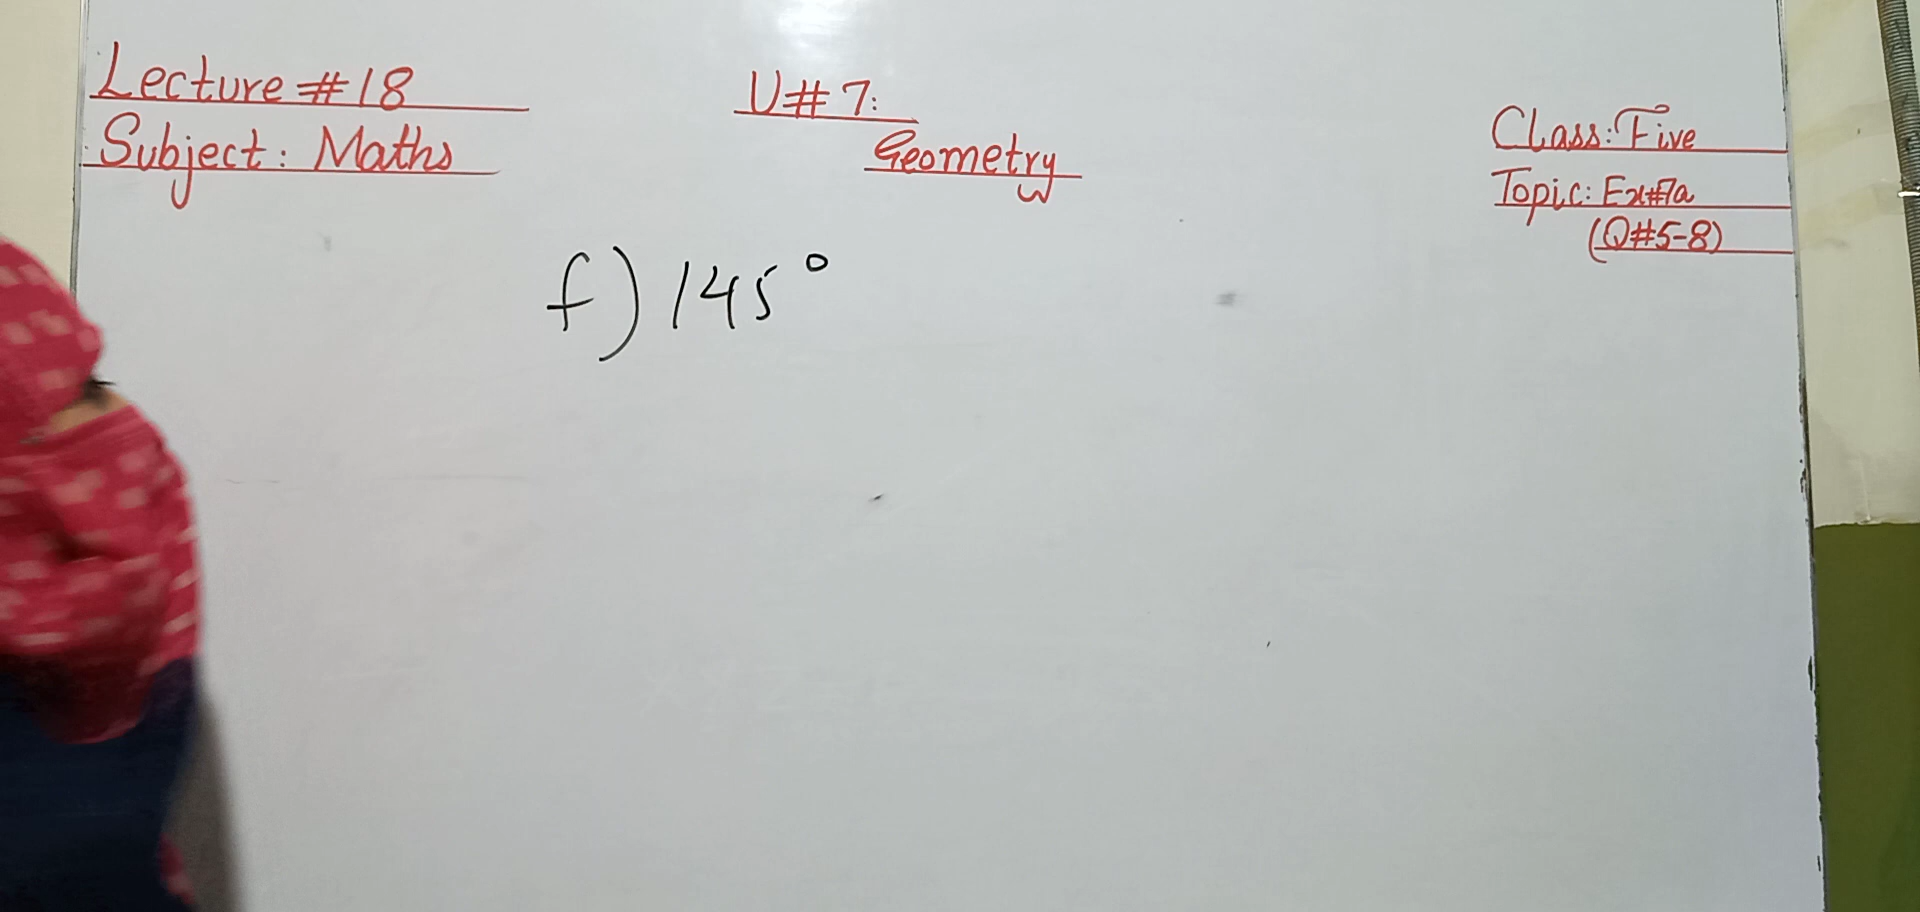 Lecture # 18
Subject: Maths
U# 7:
Geometry
Class: Five
Topic: Ex#7a
(Q#5-8)
f) 145°